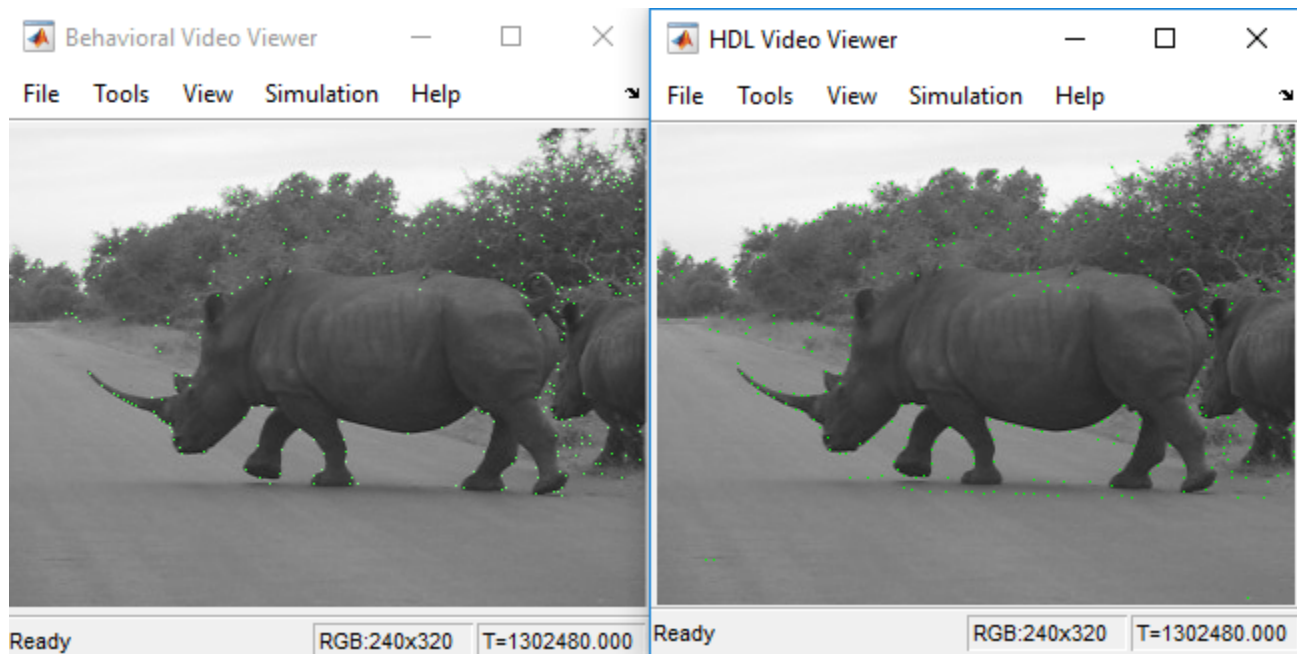 Behavioral Video Viewer
File Tools View Simulation Help
Ready RGB:240x320 T=1302480.000
HDL Video Viewer
File Tools View Simulation Help
Ready RGB:240x320 T=1302480.000